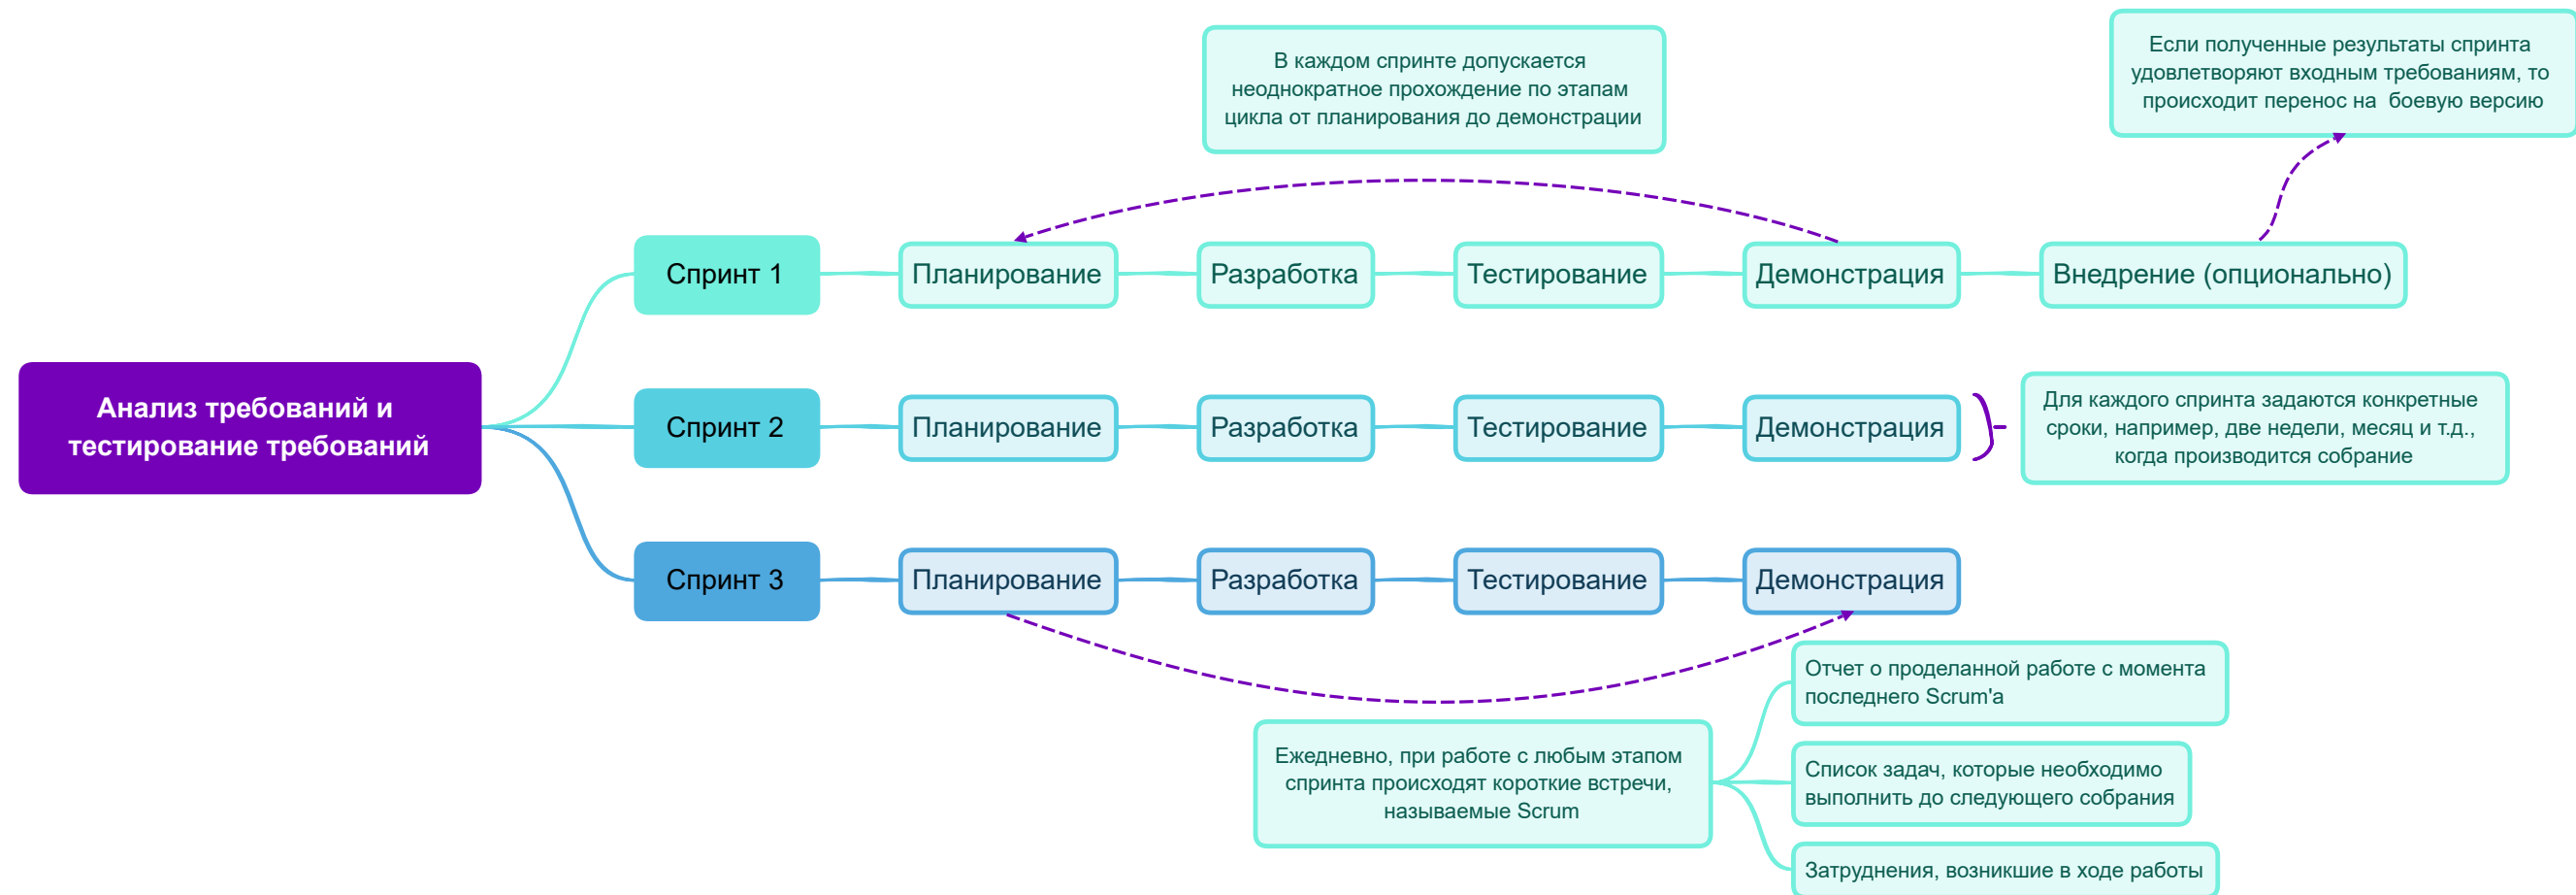 В каждом спринте допускается
неоднократное прохождение по этапам
цикла от планирования до демонстрации
Если полученные результаты спринта
удовлетворяют входным требованиям, то
происходит перенос на  боевую версию
Спринт 1
Планирование
Разработка
Тестирование
Демонстрация
Внедрение (опционально)
Анализ требований и
тестирование требований
Спринт 2
Планирование
Разработка
Тестирование
Демонстрация
Для каждого спринта задаются конкретные
сроки, например, две недели, месяц и т.д.,
когда производится собрание
Спринт 3
Планирование
Разработка
Тестирование
Демонстрация
Ежедневно, при работе с любым этапом
спринта происходят короткие встречи,
называемые Scrum
Отчет о проделанной работе с момента
последнего Scrum'а
Список задач, которые необходимо
выполнить до следующего собрания
Затруднения, возникшие в ходе работы